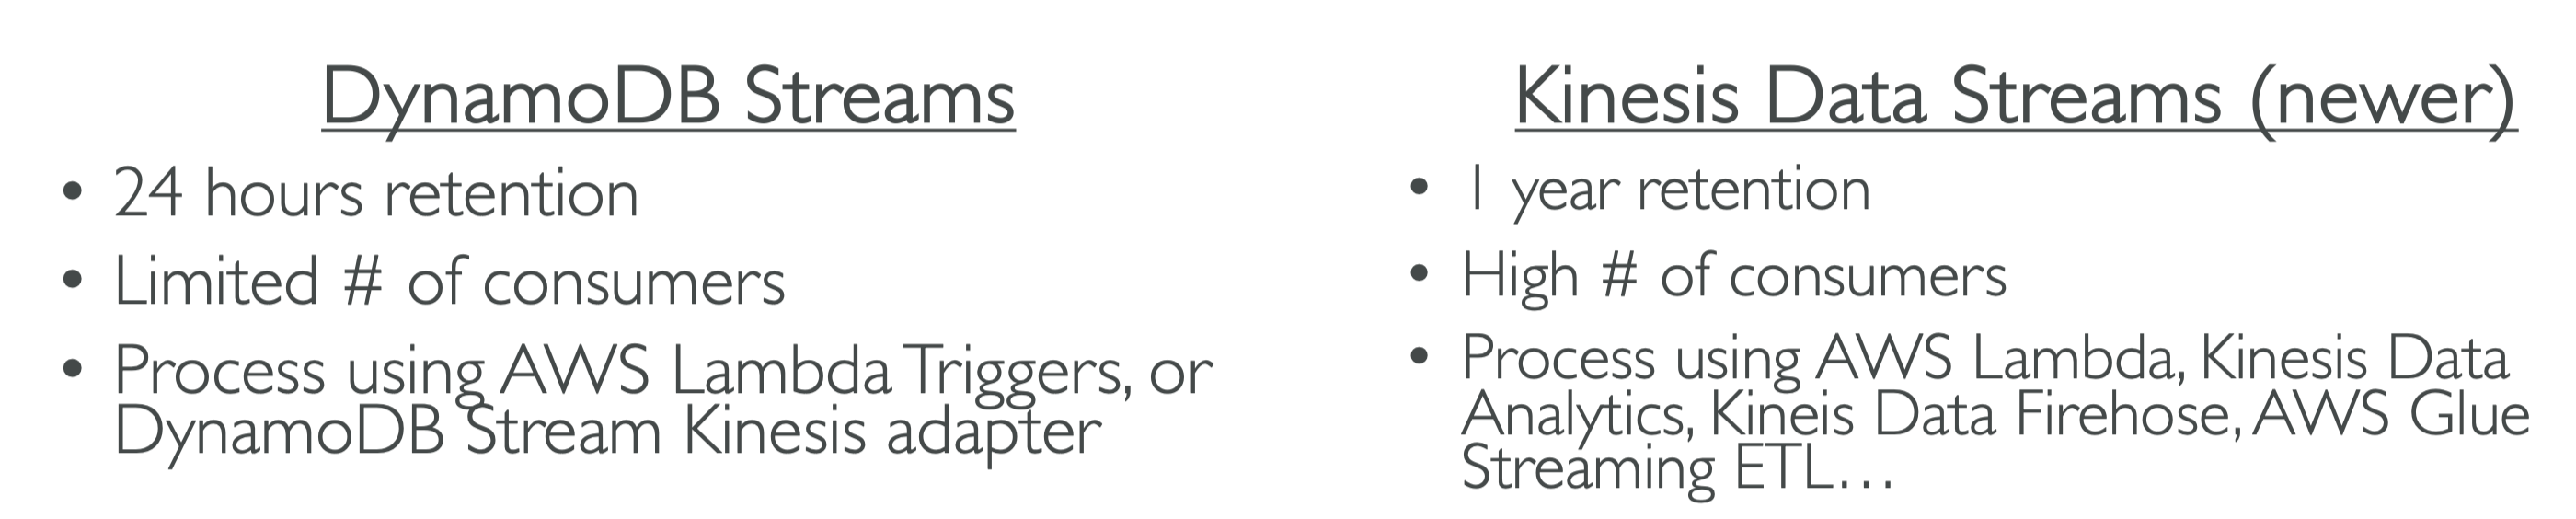 DynamoDB Streams
• 24 hours retention
• Limited # of consumers
• Process using AWS Lambda Triggers, or
DynamoDB Stream Kinesis adapter
Kinesis Data Streams (newer)
• 1 year retention
• High # of consumers
• Process using AWS Lambda, Kinesis Data
Analytics, Kineis Data Firehose, AWS Glue
Streaming ETL…